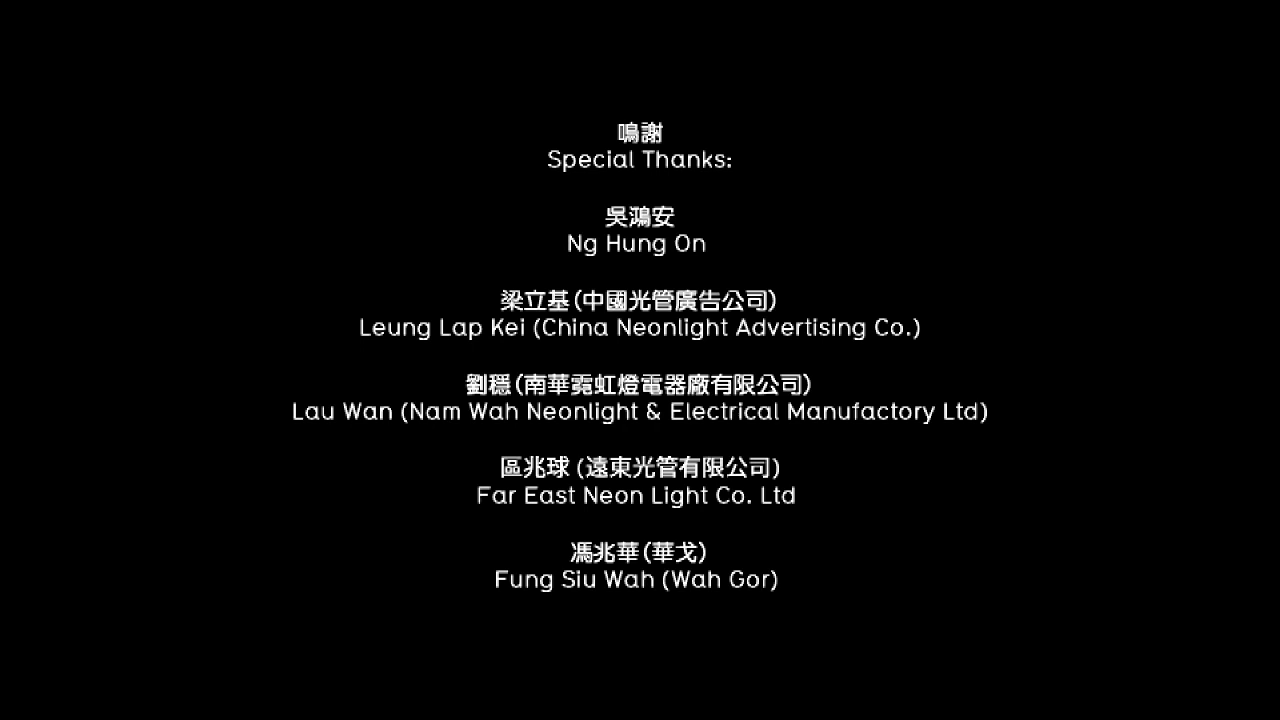 鳴謝
Special Thanks:
吳鴻安
Ng Hung On
梁立基(中國光管廣告公司)
Leung Lap Kei (China Neonlight Advertising Co.)
劉穩(南華霓虹燈電器廠有限公司)
Lau Wan (Nam Wah Neonlight & Electrical Manufactory Ltd)
區兆球 (遠東光管有限公司)
Far East Neon Light Co. Ltd
馮兆華(華戈)
Fung Siu Wah (Wah Gor)